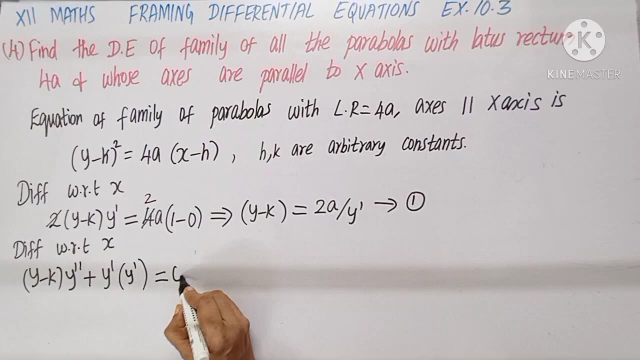 XII MATHS FRAMING DIFFERENTIAL EQUATIONS EX.10.3
(4) Find the D.E of family of all the parabolas with latus rectum
4a & whose axes are parallel to X axis.
KINEMASTER
Equation of family of parabolas with L.R=4a, axes || X axis is
(y-k)² = 4a (x-h), h,k are arbitrary constants.
Diff w.r.t x
2(y-k)y' = 4a(1-0) ⇒ (y-k) = 2a/y' → ①
2
Diff w.r.t x
(y-k)y'' + y'(y') =